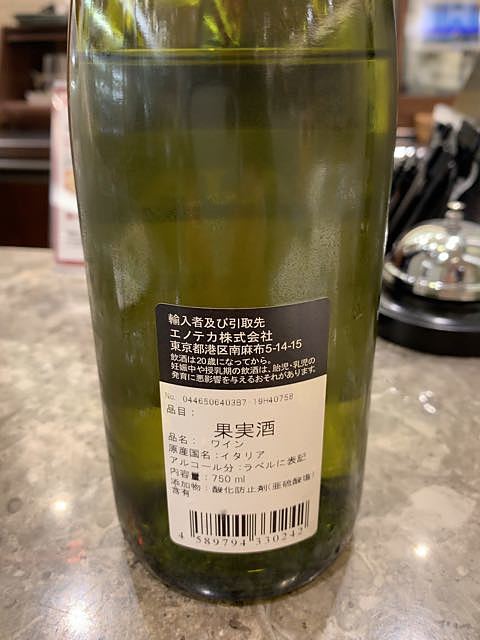 輸入者及び引取先
エノテカ株式会社
東京都港区南麻布5-14-15
飲酒は20歳になってから。
妊娠中や授乳期の飲酒は、胎児・乳児の
発育に悪影響を与えるおそれがあります。
No. 044650640387-19H40758
品目：
果実酒
品名： ワイン
原産国名：イタリア
アルコール分：ラベルに表記
内容量：750 ml
添加物：酸化防止剤(亜硫酸塩)
含有
4 589794 330242